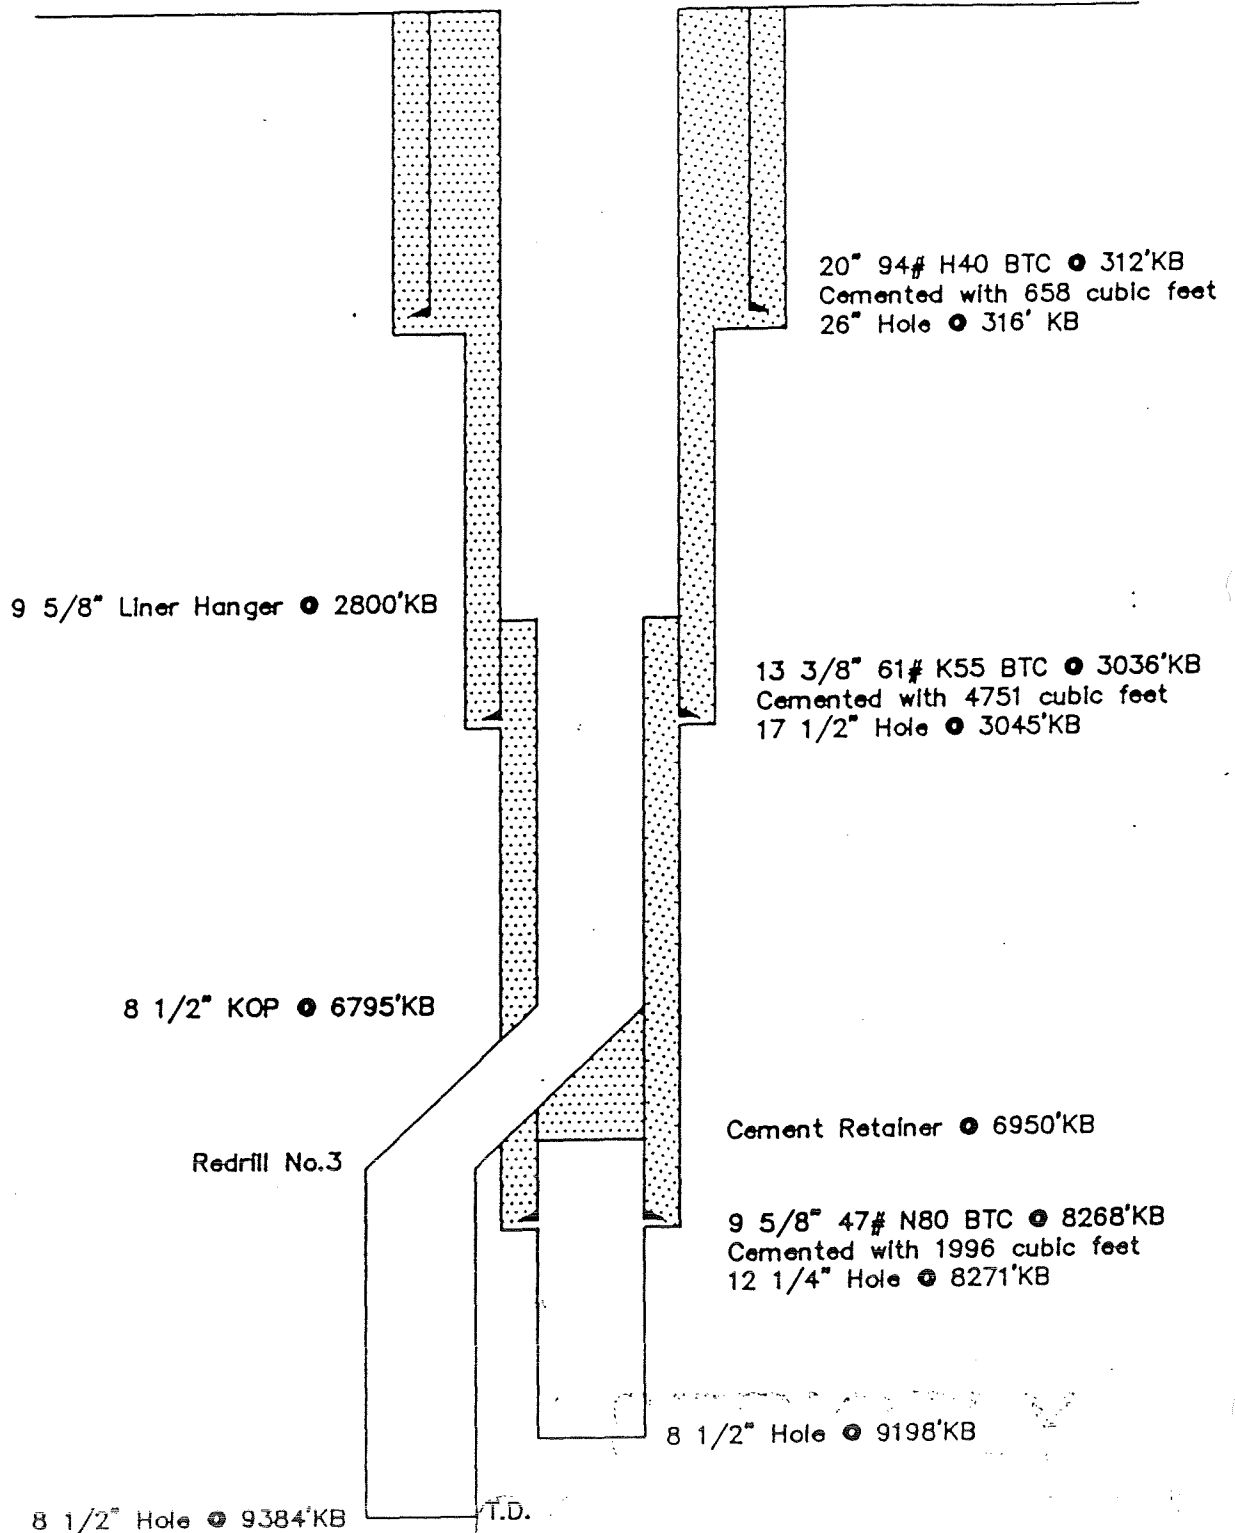 20" 94# H40 BTC @ 312'KB
Cemented with 658 cubic feet
26" Hole @ 316' KB
9 5/8" Liner Hanger @ 2800'KB
13 3/8" 61# K55 BTC @ 3036'KB
Cemented with 4751 cubic feet
17 1/2" Hole @ 3045'KB
8 1/2" KOP @ 6795'KB
Cement Retainer @ 6950'KB
Redrill No.3
9 5/8" 47# N80 BTC @ 8268'KB
Cemented with 1996 cubic feet
12 1/4" Hole @ 8271'KB
8 1/2" Hole @ 9198'KB
8 1/2" Hole @ 9384'KB
T.D.